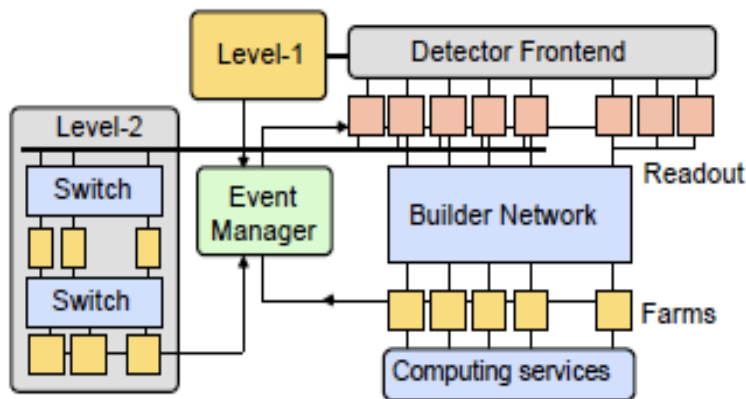 Level-1
Detector Frontend
Level-2
Readout
Switch
Event
Manager
Builder Network
Switch
Farms
Computing services